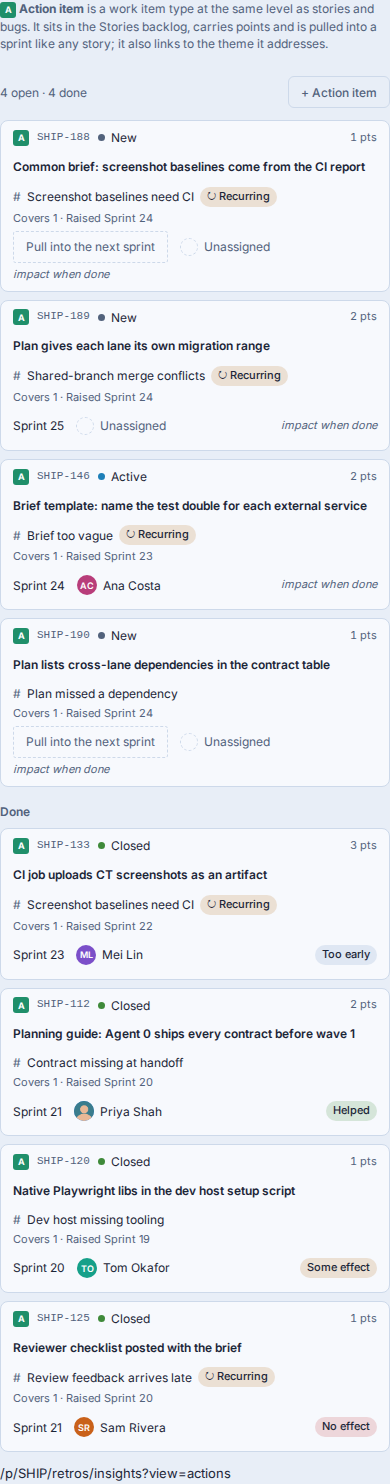 A Action item is a work item type at the same level as stories and
bugs. It sits in the Stories backlog, carries points and is pulled into a
sprint like any story; it also links to the theme it addresses.
4 open · 4 done
+ Action item
A SHIP-188 New 1 pts
Common brief: screenshot baselines come from the CI report
# Screenshot baselines need CI Recurring
Covers 1 · Raised Sprint 24
Pull into the next sprint Unassigned
impact when done
A SHIP-189 New 2 pts
Plan gives each lane its own migration range
# Shared-branch merge conflicts Recurring
Covers 1 · Raised Sprint 24
Sprint 25 Unassigned impact when done
A SHIP-146 Active 2 pts
Brief template: name the test double for each external service
# Brief too vague Recurring
Covers 1 · Raised Sprint 23
Sprint 24 AC Ana Costa impact when done
A SHIP-190 New 1 pts
Plan lists cross-lane dependencies in the contract table
# Plan missed a dependency
Covers 1 · Raised Sprint 24
Pull into the next sprint Unassigned
impact when done
Done
A SHIP-133 Closed 3 pts
CI job uploads CT screenshots as an artifact
# Screenshot baselines need CI Recurring
Covers 1 · Raised Sprint 22
Sprint 23 ML Mei Lin Too early
A SHIP-112 Closed 2 pts
Planning guide: Agent 0 ships every contract before wave 1
# Contract missing at handoff
Covers 1 · Raised Sprint 20
Sprint 21 Priya Shah Helped
A SHIP-120 Closed 1 pts
Native Playwright libs in the dev host setup script
# Dev host missing tooling
Covers 1 · Raised Sprint 19
Sprint 20 TO Tom Okafor Some effect
A SHIP-125 Closed 1 pts
Reviewer checklist posted with the brief
# Review feedback arrives late Recurring
Covers 1 · Raised Sprint 20
Sprint 21 SR Sam Rivera No effect
/p/SHIP/retros/insights?view=actions